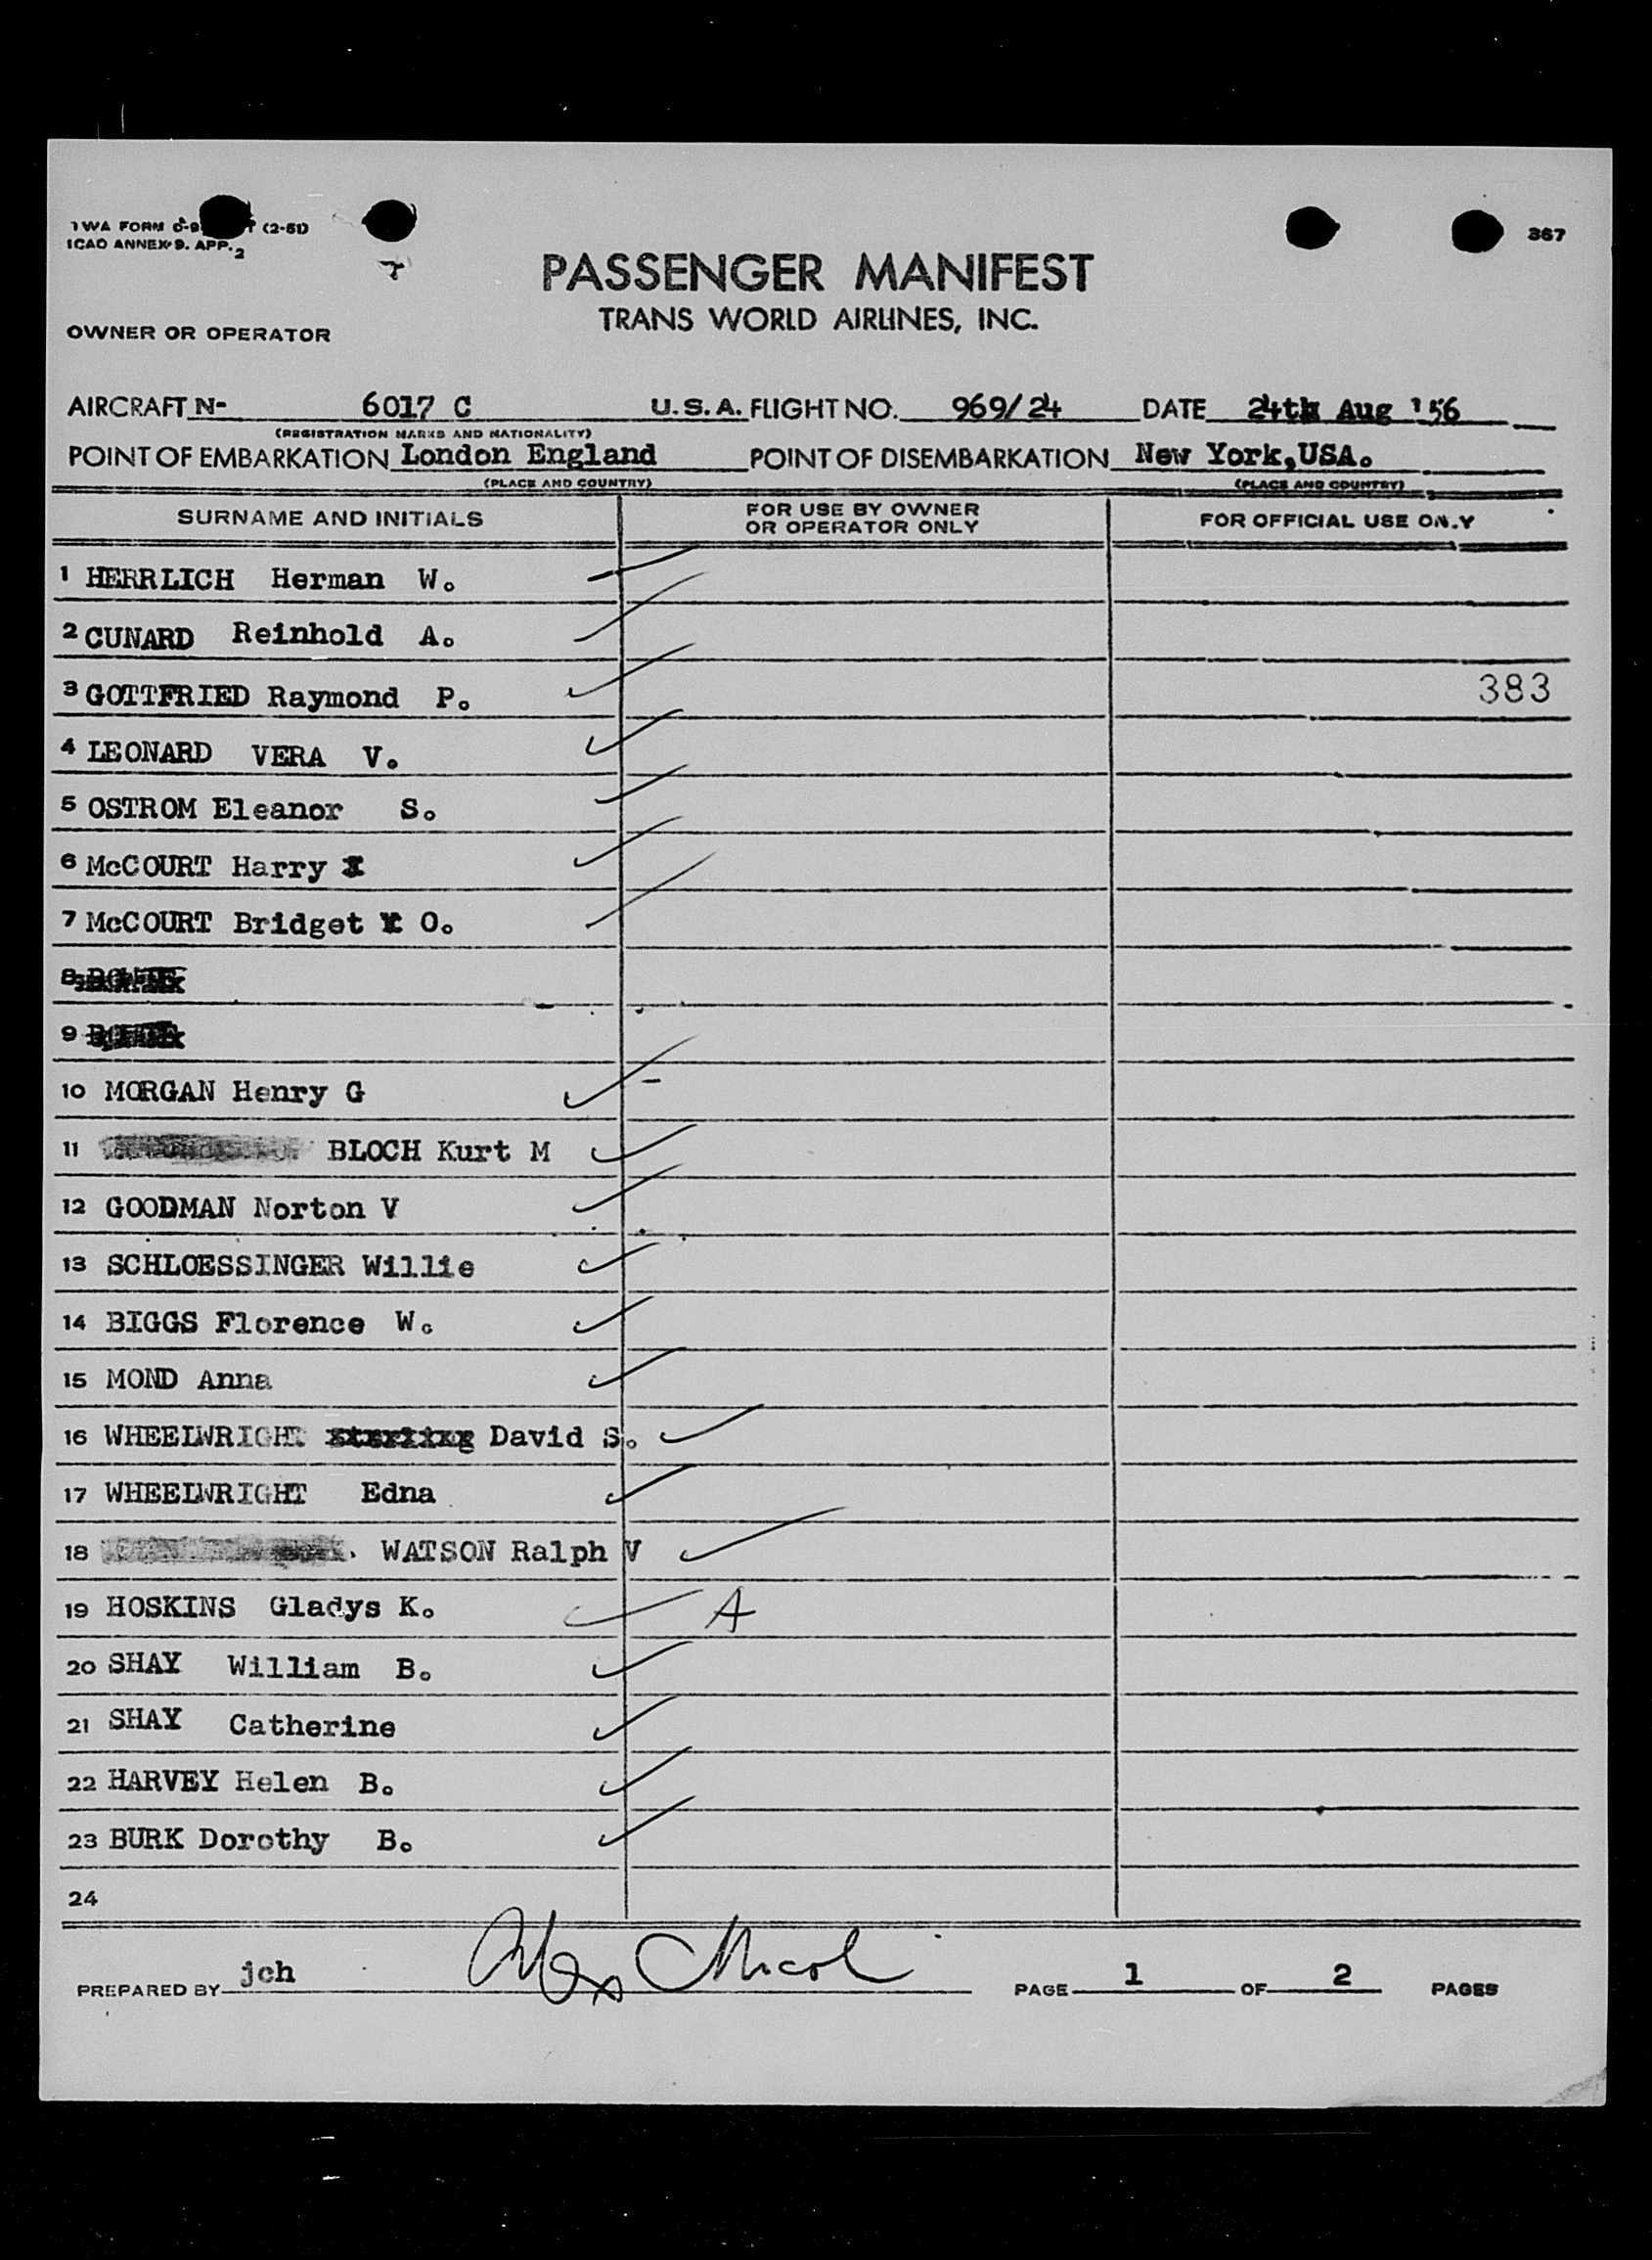 TWA FORM (2-51)
ICAO ANNEX 9. APP. 2
367
PASSENGER MANIFEST
TRANS WORLD AIRLINES, INC.
OWNER OR OPERATOR
AIRCRAFT N- 6017 C U.S.A. FLIGHT NO. 969/24 DATE 24th Aug '56
(REGISTRATION MARKS AND NATIONALITY)
POINT OF EMBARKATION London England POINT OF DISEMBARKATION New York, USA.
(PLACE AND COUNTRY) (PLACE AND COUNTRY)
SURNAME AND INITIALS FOR USE BY OWNER OR OPERATOR ONLY FOR OFFICIAL USE ONLY
1 HERRLICH Herman W.
2 CUNARD Reinhold A.
3 GOTTFRIED Raymond P. 383
4 LEONARD VERA V.
5 OSTROM Eleanor S.
6 McCOURT Harry
7 McCOURT Bridget O.
8
9
10 MORGAN Henry G
11 BLOCH Kurt M
12 GOODMAN Norton V
13 SCHLOESSINGER Willie
14 BIGGS Florence W.
15 MOND Anna
16 WHEELWRIGHT David S.
17 WHEELWRIGHT Edna
18 WATSON Ralph V
19 HOSKINS Gladys K. A
20 SHAY William B.
21 SHAY Catherine
22 HARVEY Helen B.
23 BURK Dorothy B.
24
PREPARED BY jch PAGE 1 OF 2 PAGES